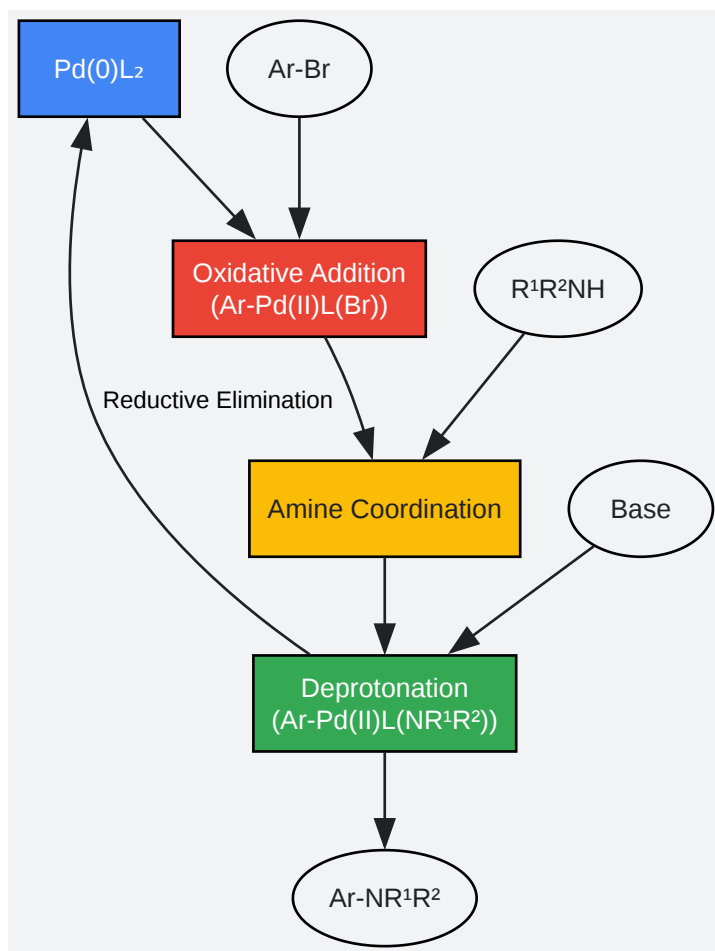 Pd(0)L₂
Ar-Br
Oxidative Addition
(Ar-Pd(II)L(Br))
R¹R²NH
Reductive Elimination
Amine Coordination
Base
Deprotonation
(Ar-Pd(II)L(NR¹R²))
Ar-NR¹R²